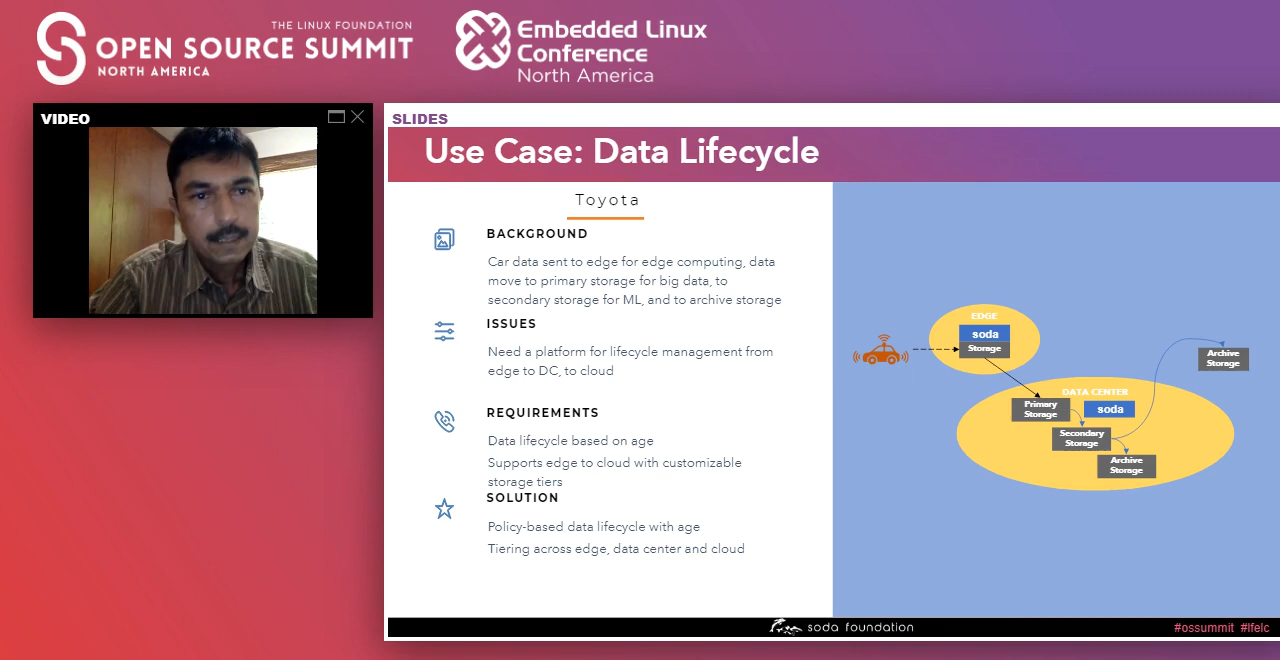 THE LINUX FOUNDATION
OPEN SOURCE SUMMIT
NORTH AMERICA
Embedded Linux
Conference
North America
VIDEO
SLIDES
Use Case: Data Lifecycle
Toyota
BACKGROUND
Car data sent to edge for edge computing, data
move to primary storage for big data, to
secondary storage for ML, and to archive storage
ISSUES
Need a platform for lifecycle management from
edge to DC, to cloud
REQUIREMENTS
Data lifecycle based on age
Supports edge to cloud with customizable
storage tiers
SOLUTION
Policy-based data lifecycle with age
Tiering across edge, data center and cloud
EDGE
soda
Storage
Archive
Storage
DATA CENTER
Primary
Storage
soda
Secondary
Storage
Archive
Storage
soda foundation
#ossummit #lfelc